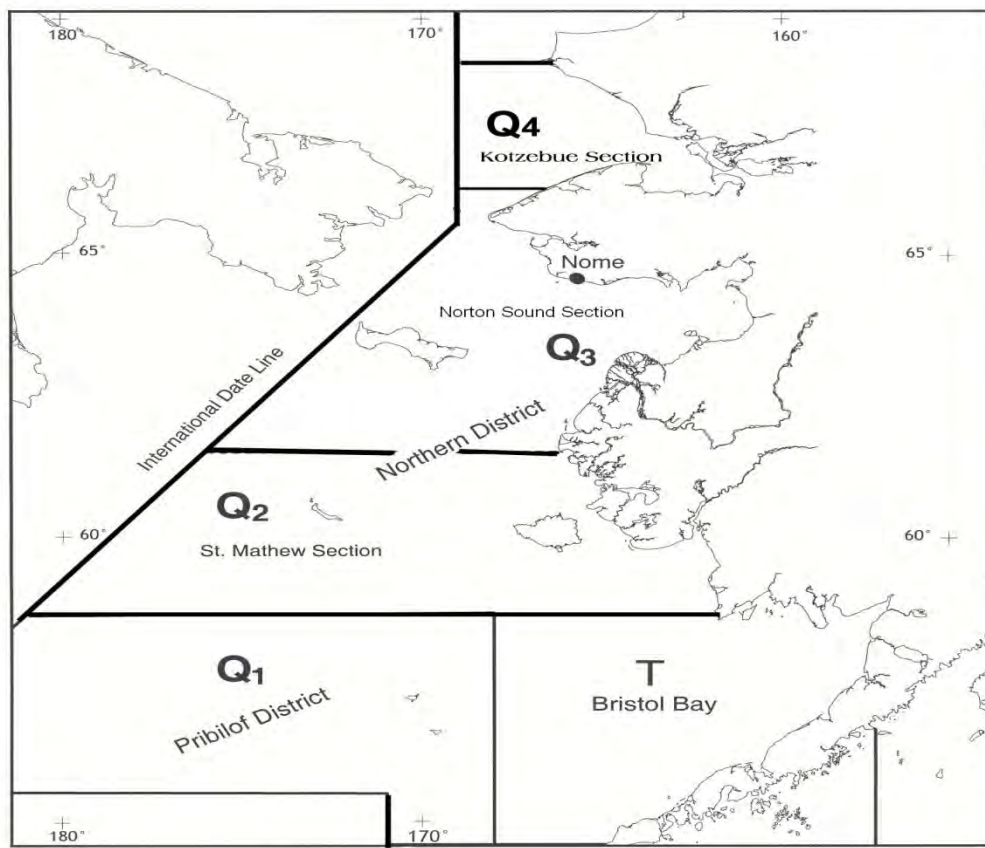 180°
170°
160°
Q4
Kotzebue Section
65°
65°
Nome
Norton Sound Section
Q3
International Date Line
Northern District
Q2
St. Mathew Section
60°
60°
Q1
T
Bristol Bay
Pribilof District
180°
170°